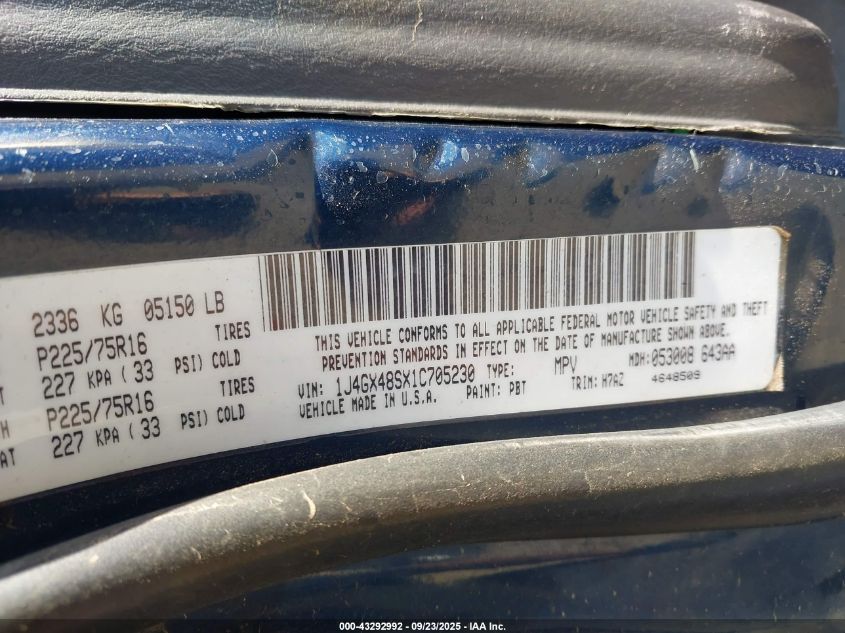 2336 KG 05150 LB
P225/75R16 TIRES
227 KPA ( 33 PSI) COLD
P225/75R16 TIRES
227 KPA ( 33 PSI) COLD
THIS VEHICLE CONFORMS TO ALL APPLICABLE FEDERAL MOTOR VEHICLE SAFETY AND THEFT
PREVENTION STANDARDS IN EFFECT ON THE DATE OF MANUFACTURE SHOWN ABOVE.
VIN: 1J4GX48SX1C705230 TYPE: MPV MDH:053008 643AA
VEHICLE MADE IN U.S.A. PAINT: PBT TRIM: H7AZ 4648509
000-43292992 - 09/23/2025 - IAA Inc.